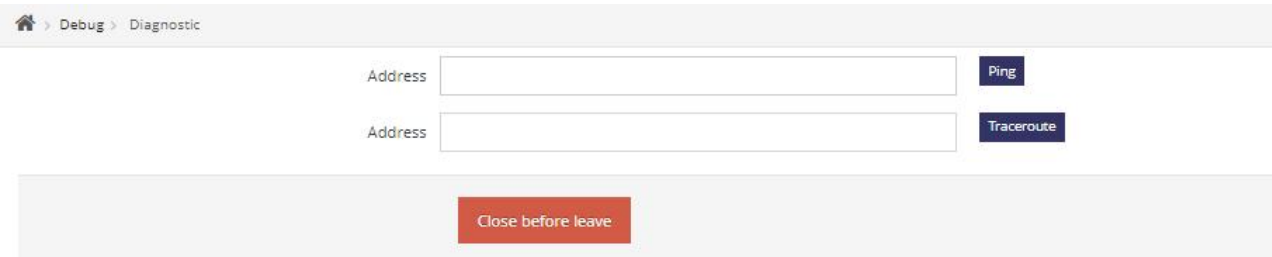 > Debug > Diagnostic
Address Ping
Address Traceroute
Close before leave